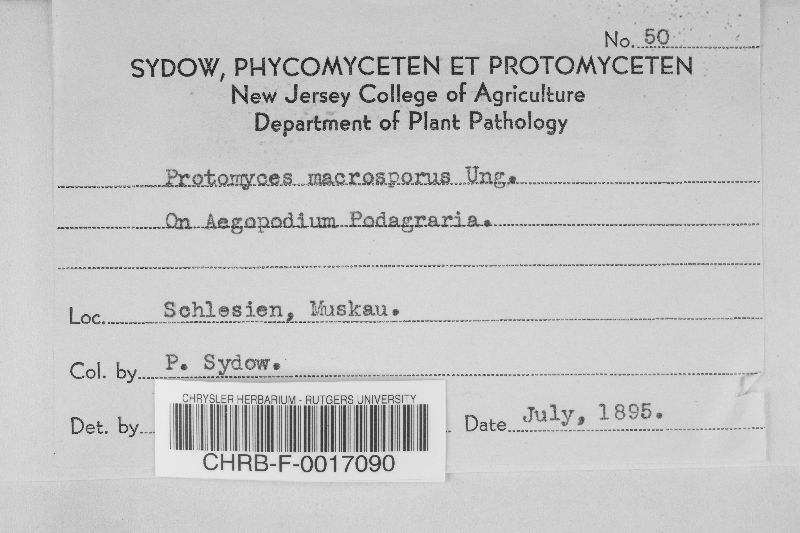 No. 50
SYDOW, PHYCOMYCETEN ET PROTOMYCETEN
New Jersey College of Agriculture
Department of Plant Pathology
Protomyces macrosporus Ung.
On Aegopodium Podagraria.
Loc. Schlesien, Muskau.
Col. by P. Sydow.
Det. by Date July, 1895.
CHRYSLER HERBARIUM - RUTGERS UNIVERSITY
CHRB-F-0017090